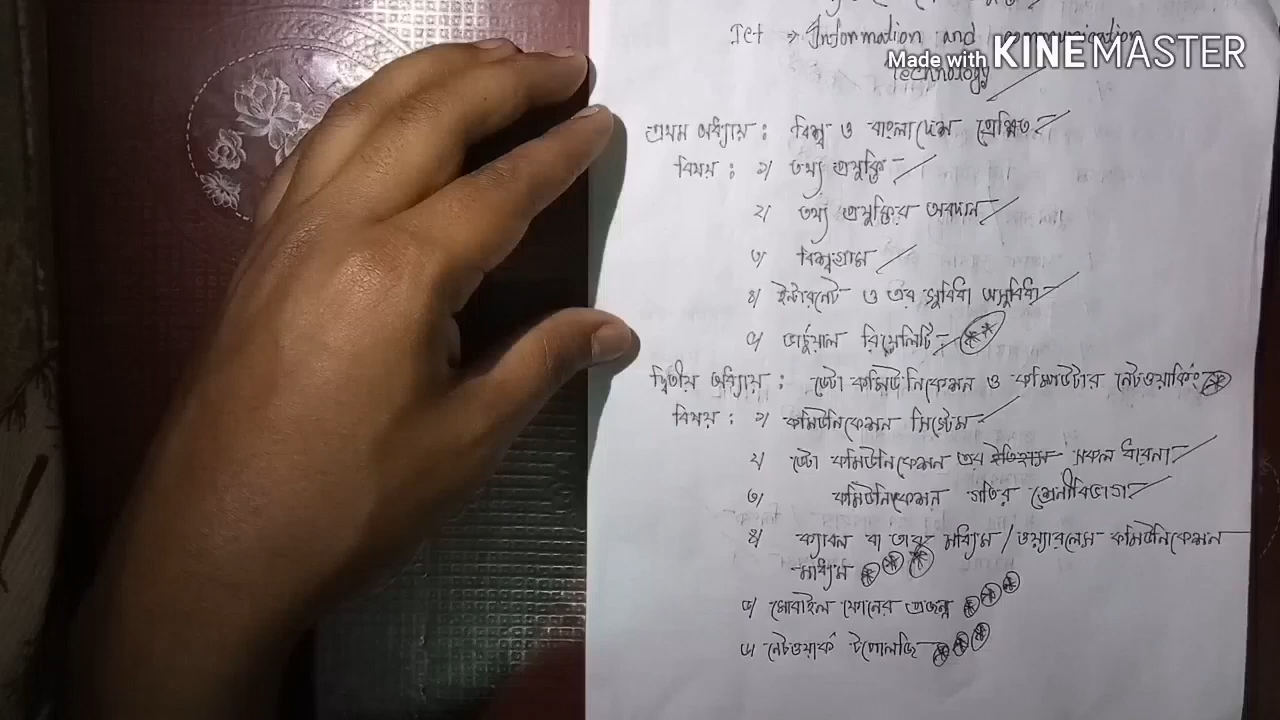 Made with KINEMASTER
Ict → Information and communication
Technology
প্রথম অধ্যায় : বিশ্ব ও বাংলাদেশ প্রেক্ষিত
বিষয় : ১/ তথ্য প্রযুক্তি
২/ তথ্য প্রযুক্তির অবদান
৩/ বিশ্বগ্রাম
৪/ ইন্টারনেট ও এর সুবিধা অসুবিধা
৫/ ভার্চুয়াল রিয়েলিটি
দ্বিতীয় অধ্যায় : ডেটা কমিউনিকেশন ও কম্পিউটার নেটওয়ার্কিং
বিষয় : ১/ কমিউনিকেশন সিস্টেম
২/ ডেটা কমিউনিকেশন এর ইতিহাস সকল ধারনা
৩/ কমিউনিকেশন গতির শ্রেনীবিভাগ
৪/ ক্যাবল বা তার মাধ্যম / ওয়্যারলেস কমিউনিকেশন
মাধ্যম
৫/ মোবাইল ফোনের প্রজন্ম
৬/ নেটওয়ার্ক টপোলজি